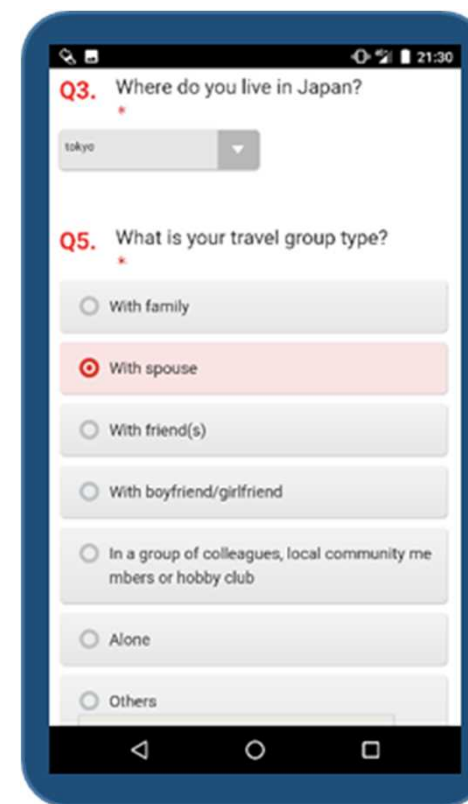 21:30
Q3. Where do you live in Japan?
*
tokyo
Q5. What is your travel group type?
*
With family
With spouse
With friend(s)
With boyfriend/girlfriend
In a group of colleagues, local community me
mbers or hobby club
Alone
Others